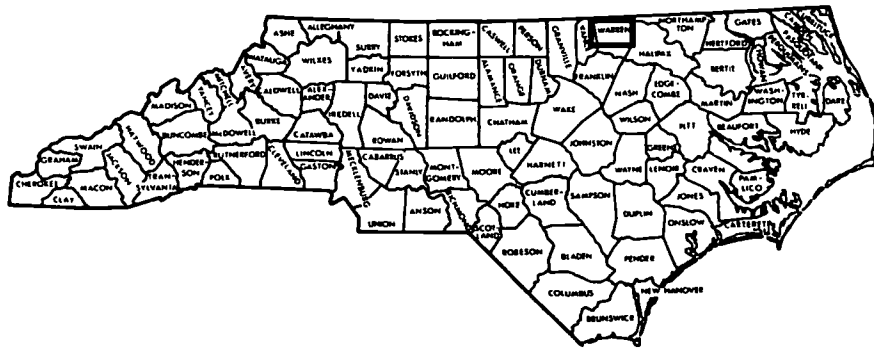 ASHE
ALLEGHANY
SURRY
STOKES
ROCKING-
HAM
CASWELL
PERSON
GRANVILLE
VANCE
WARREN
NORTHAMP-
TON
GATES
HERTFORD
HALIFAX
BERTIE
WATAUGA
WILKES
YADKIN
FORSYTH
GUILFORD
ALAMANCE
ORANGE
DURHAM
FRANKLIN
NASH
EDGE-
COMBE
MARTIN
WASH-
INGTON
TYR-
RELL
DARE
MADISON
YANCEY
MITCHELL
AVERY
CALDWELL
ALEX-
ANDER
IREDELL
DAVIE
DAVIDSON
RANDOLPH
CHATHAM
WAKE
WILSON
PITT
BEAUFORT
HYDE
SWAIN
HAYWOOD
BUNCOMBE
McDOWELL
BURKE
CATAWBA
ROWAN
LEE
JOHNSTON
GREENE
GRAHAM
JACKSON
HENDER-
SON
RUTHERFORD
CLEVELAND
LINCOLN
GASTON
MECKLENBURG
CABARRUS
STANLY
MONT-
GOMERY
MOORE
HARNETT
WAYNE
LENOIR
CRAVEN
PAM-
LICO
CHEROKEE
CLAY
MACON
TRAN-
SYLVANIA
POLK
UNION
ANSON
RICHMOND
SCOT-
LAND
HOKE
CUMBER-
LAND
SAMPSON
DUPLIN
JONES
ONSLOW
CARTERET
ROBESON
BLADEN
PENDER
COLUMBUS
NEW HANOVER
BRUNSWICK